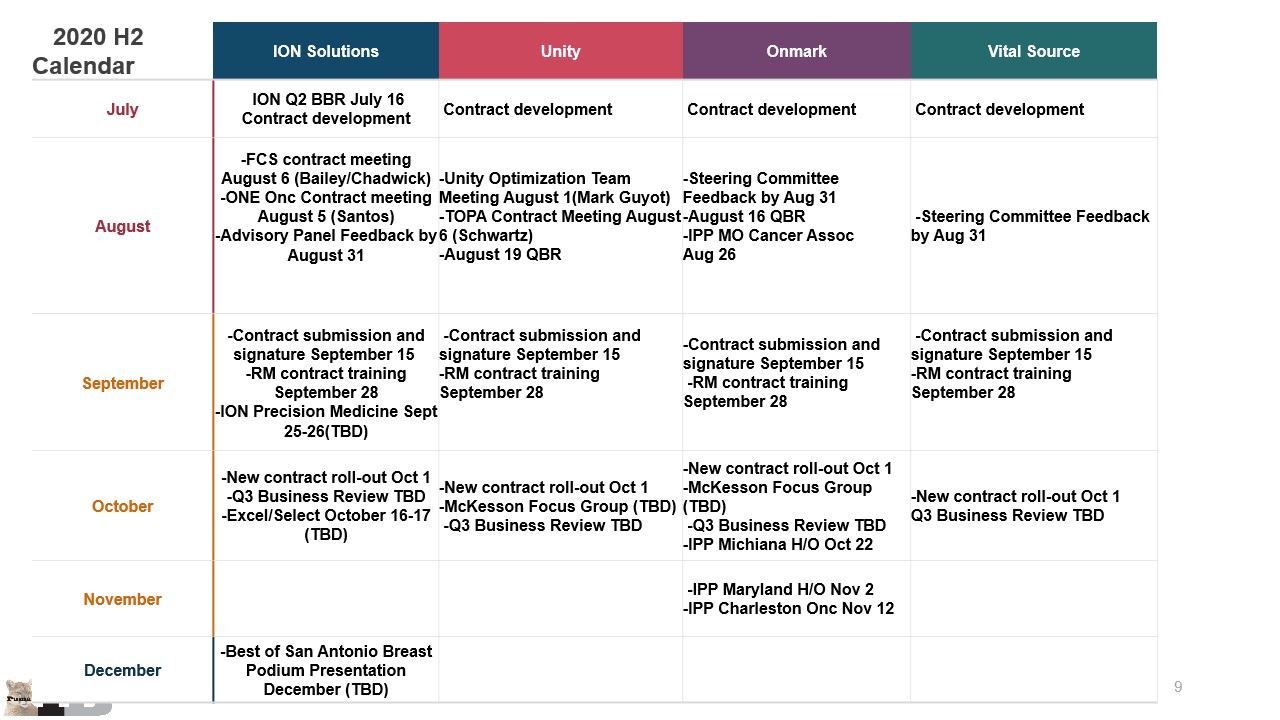 2020 H2
Calendar
ION Solutions
Unity
Onmark
Vital Source
July
ION Q2 BBR July 16
Contract development
Contract development
Contract development
Contract development
August
-FCS contract meeting
August 6 (Bailey/Chadwick)
-ONE Onc Contract meeting
August 5 (Santos)
-Advisory Panel Feedback by
August 31
-Unity Optimization Team
Meeting August 1(Mark Guyot)
-TOPA Contract Meeting August
6 (Schwartz)
-August 19 QBR
-Steering Committee
Feedback by Aug 31
-August 16 QBR
-IPP MO Cancer Assoc
Aug 26
-Steering Committee Feedback
by Aug 31
September
-Contract submission and
signature September 15
-RM contract training
September 28
-ION Precision Medicine Sept
25-26(TBD)
-Contract submission and
signature September 15
-RM contract training
September 28
-Contract submission and
signature September 15
-RM contract training
September 28
-Contract submission and
signature September 15
-RM contract training
September 28
October
-New contract roll-out Oct 1
-Q3 Business Review TBD
-Excel/Select October 16-17
(TBD)
-New contract roll-out Oct 1
-McKesson Focus Group (TBD)
-Q3 Business Review TBD
-New contract roll-out Oct 1
-McKesson Focus Group
(TBD)
-Q3 Business Review TBD
-IPP Michiana H/O Oct 22
-New contract roll-out Oct 1
Q3 Business Review TBD
November
-IPP Maryland H/O Nov 2
-IPP Charleston Onc Nov 12
December
-Best of San Antonio Breast
Podium Presentation
December (TBD)
9